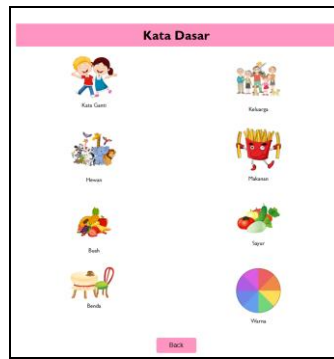 Kata Dasar
Kata Ganti
Keluarga
Hewan
Makanan
Buah
Sayur
Benda
Warna
Back